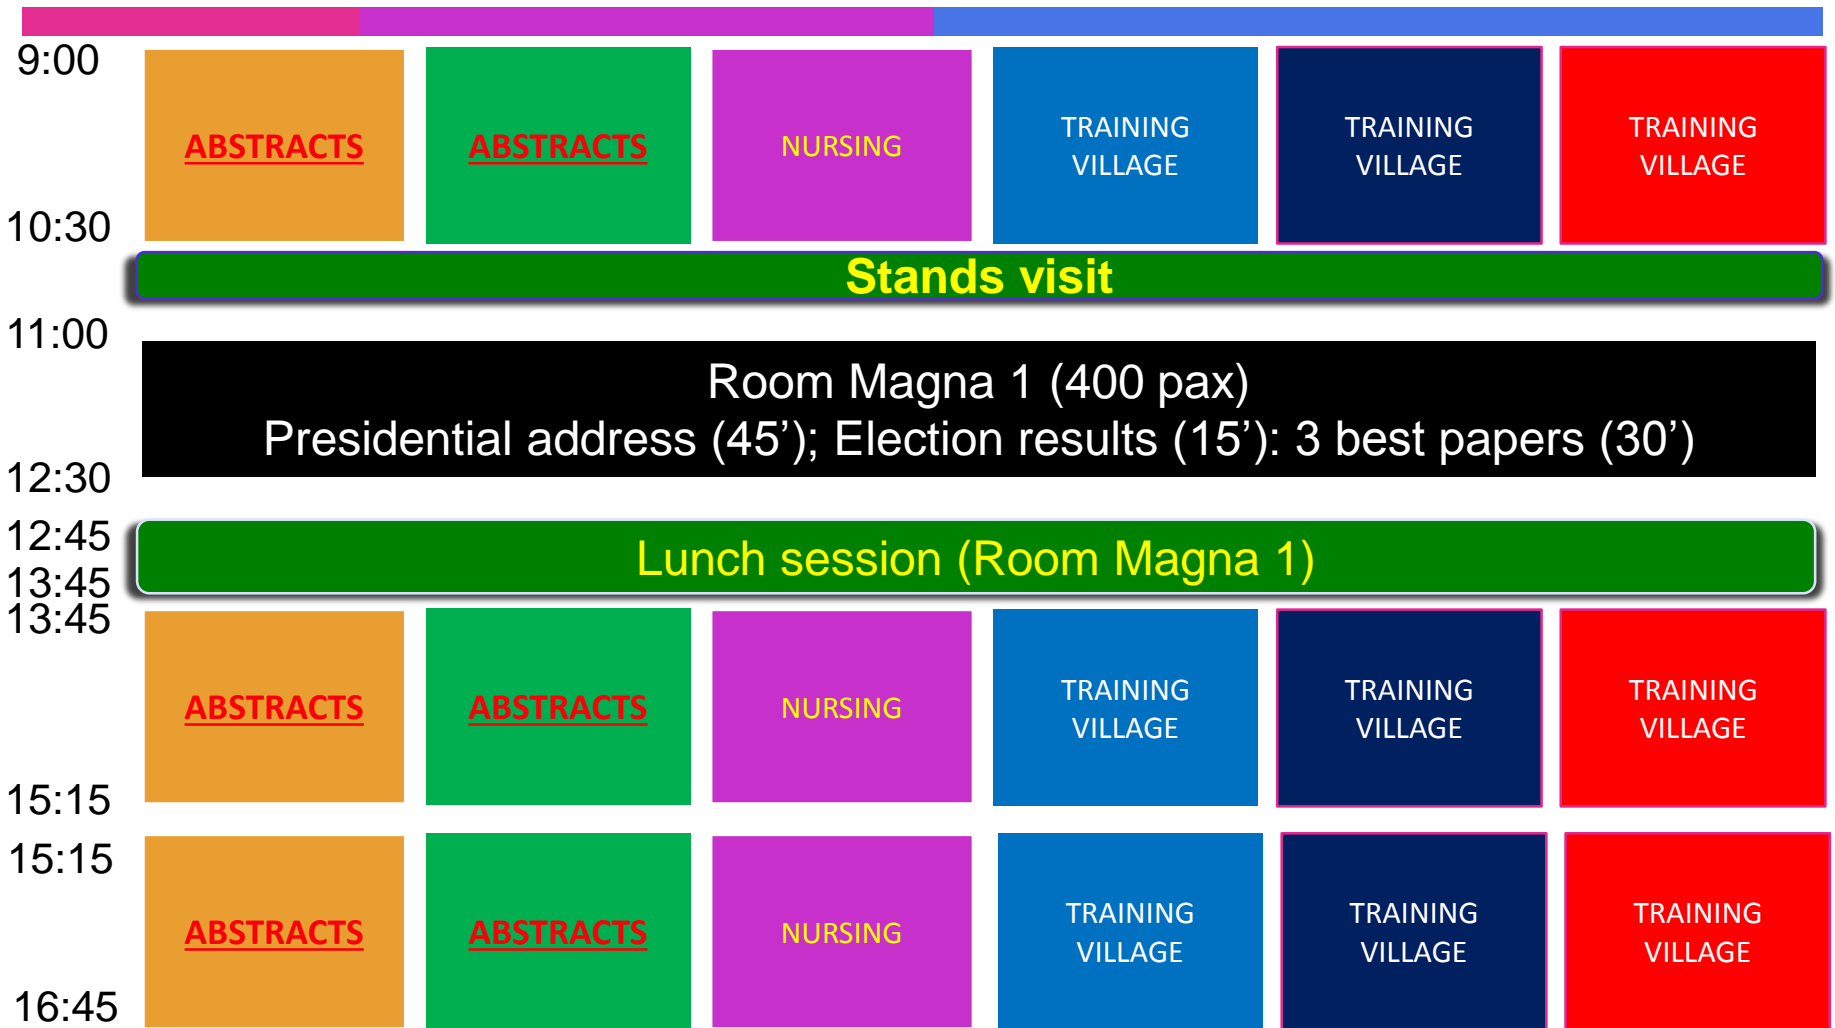 9:00
ABSTRACTS
ABSTRACTS
NURSING
TRAINING
VILLAGE
TRAINING
VILLAGE
TRAINING
VILLAGE
10:30
Stands visit
11:00
Room Magna 1 (400 pax)
Presidential address (45’); Election results (15’): 3 best papers (30’)
12:30
12:45
Lunch session (Room Magna 1)
13:45
13:45
ABSTRACTS
ABSTRACTS
NURSING
TRAINING
VILLAGE
TRAINING
VILLAGE
TRAINING
VILLAGE
15:15
15:15
ABSTRACTS
ABSTRACTS
NURSING
TRAINING
VILLAGE
TRAINING
VILLAGE
TRAINING
VILLAGE
16:45